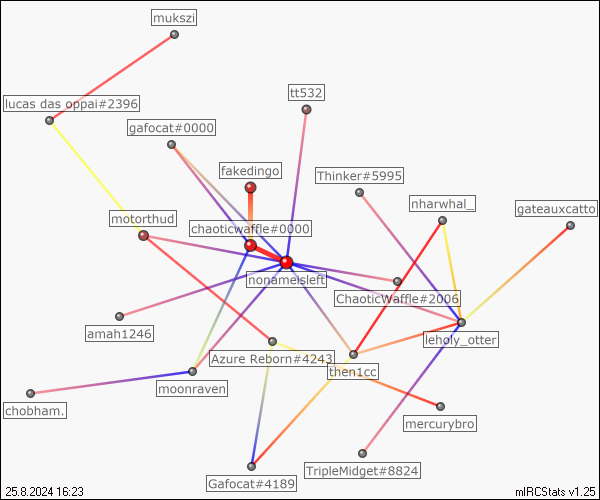 mukszi
tt532
lucas das oppai#2396
gafocat#0000
fakedingo
Thinker#5995
nharwhal_
gateauxcatto
motorthud
chaoticwaffle#0000
nonameisleft
ChaoticWaffle#2006
amah1246
leholy_otter
Azure Reborn#4243
then1cc
moonraven
chobham.
mercurybro
TripleMidget#8824
Gafocat#4189
25.8.2024 16:23
mIRCStats v1.25